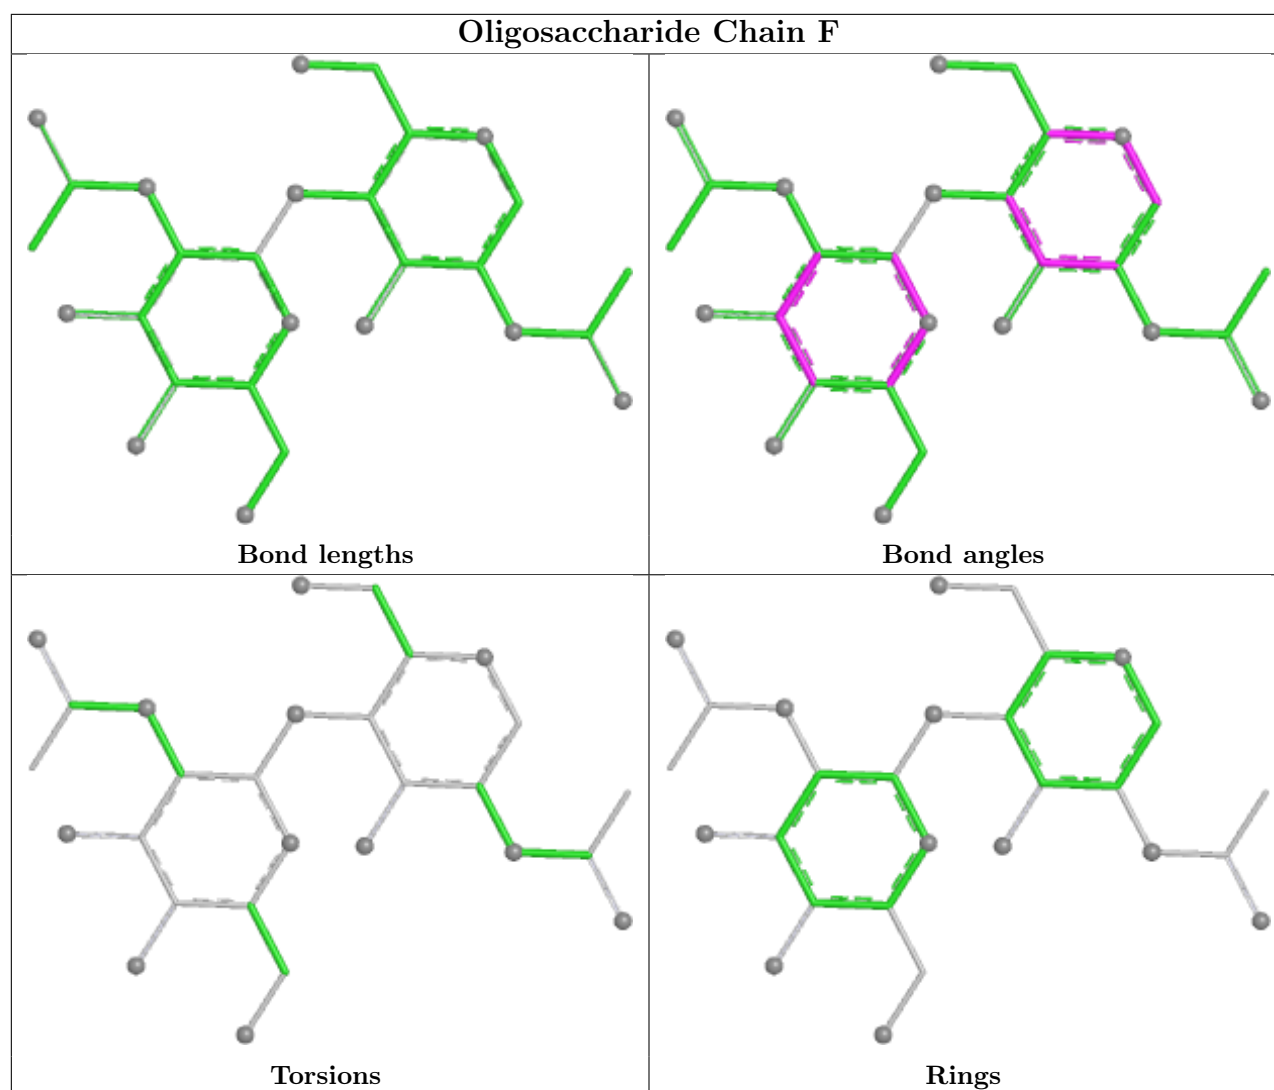 Oligosaccharide Chain F
Bond lengths
Bond angles
Torsions
Rings